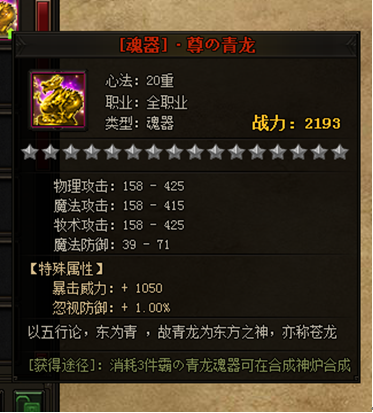 [魂器]·尊の青龙
心法：20重
职业：全职业
类型：魂器
战力：2193
物理攻击：158 - 425
魔法攻击：158 - 415
牧术攻击：158 - 425
魔法防御：39 - 71
【特殊属性】
暴击威力：+ 1050
忽视防御：+ 1.00%
以五行论，东为青 ，故青龙为东方之神，亦称苍龙
[获得途径]：消耗3件霸の青龙魂器可在合成神炉合成